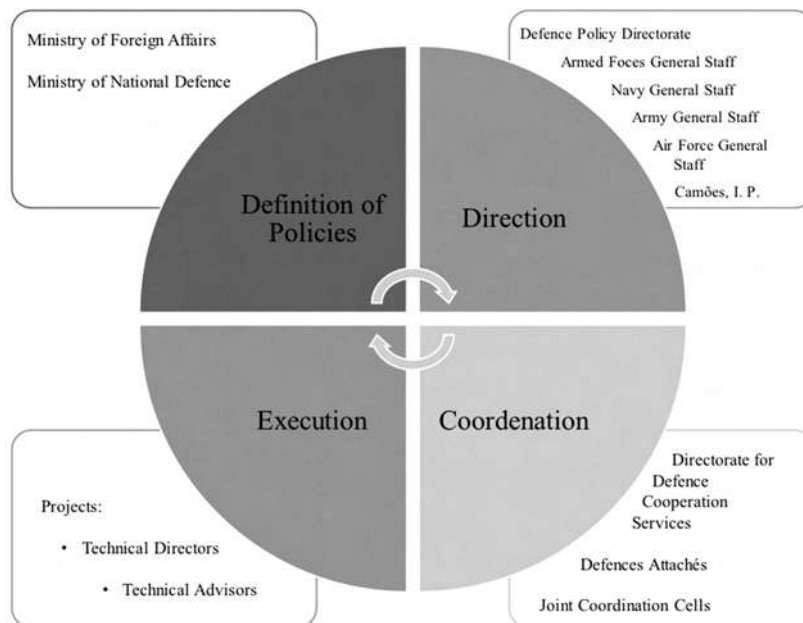 Ministry of Foreign Affairs
Ministry of National Defence
Defence Policy Directorate
Armed Foces General Staff
Navy General Staff
Army General Staff
Air Force General
Staff
Camões, I. P.
Definition of
Policies
Direction
Execution
Coordenation
Projects:
• Technical Directors
• Technical Advisors
Directorate for
Defence
Cooperation
Services
Defences Attachés
Joint Coordination Cells